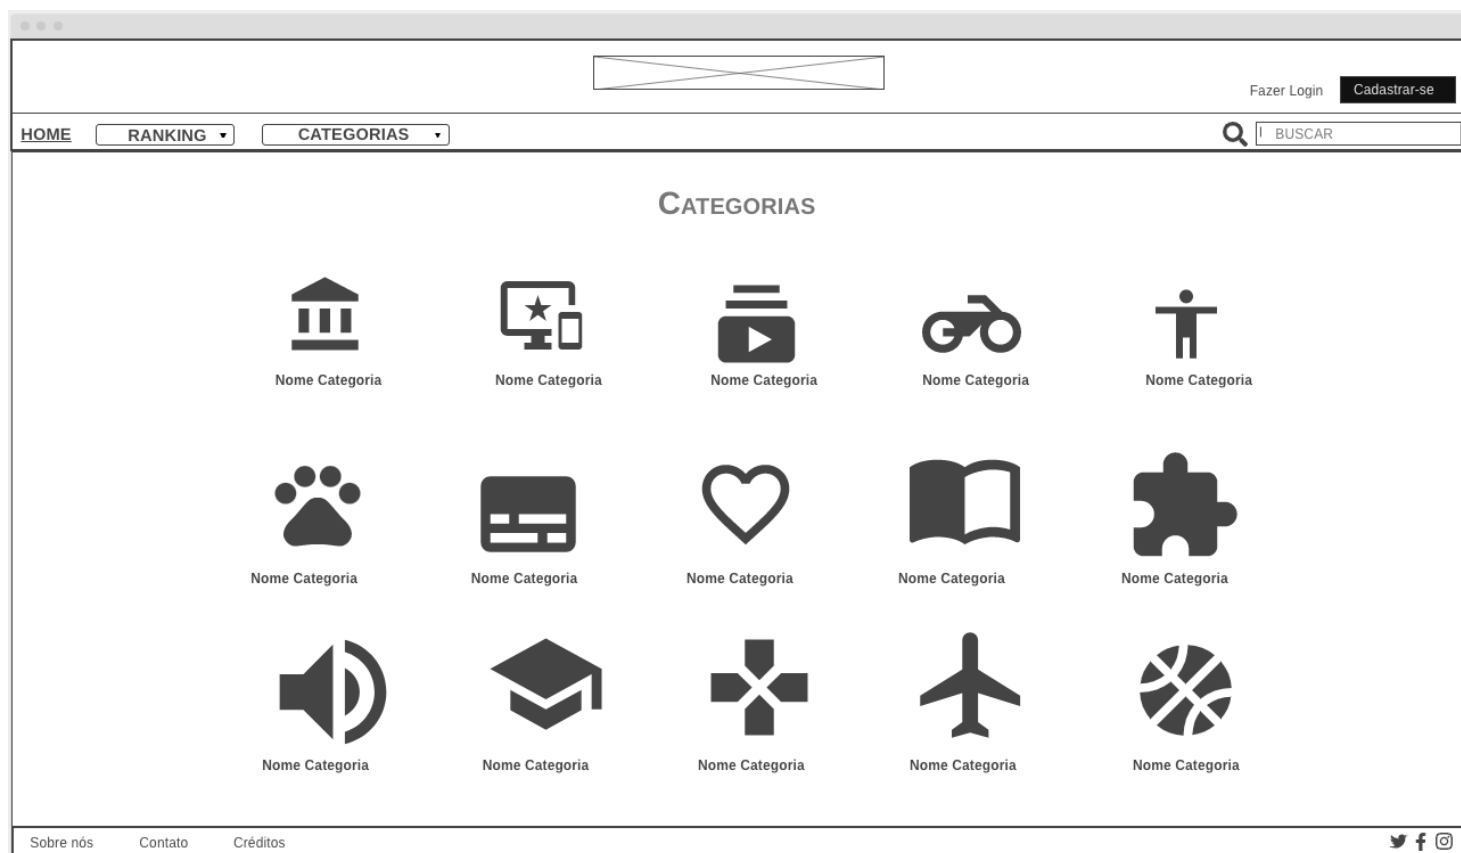 Fazer Login Cadastrar-se
HOME RANKING CATEGORIAS BUSCAR
CATEGORIAS
Nome Categoria Nome Categoria Nome Categoria Nome Categoria Nome Categoria
Nome Categoria Nome Categoria Nome Categoria Nome Categoria Nome Categoria
Nome Categoria Nome Categoria Nome Categoria Nome Categoria Nome Categoria
Sobre nós Contato Créditos